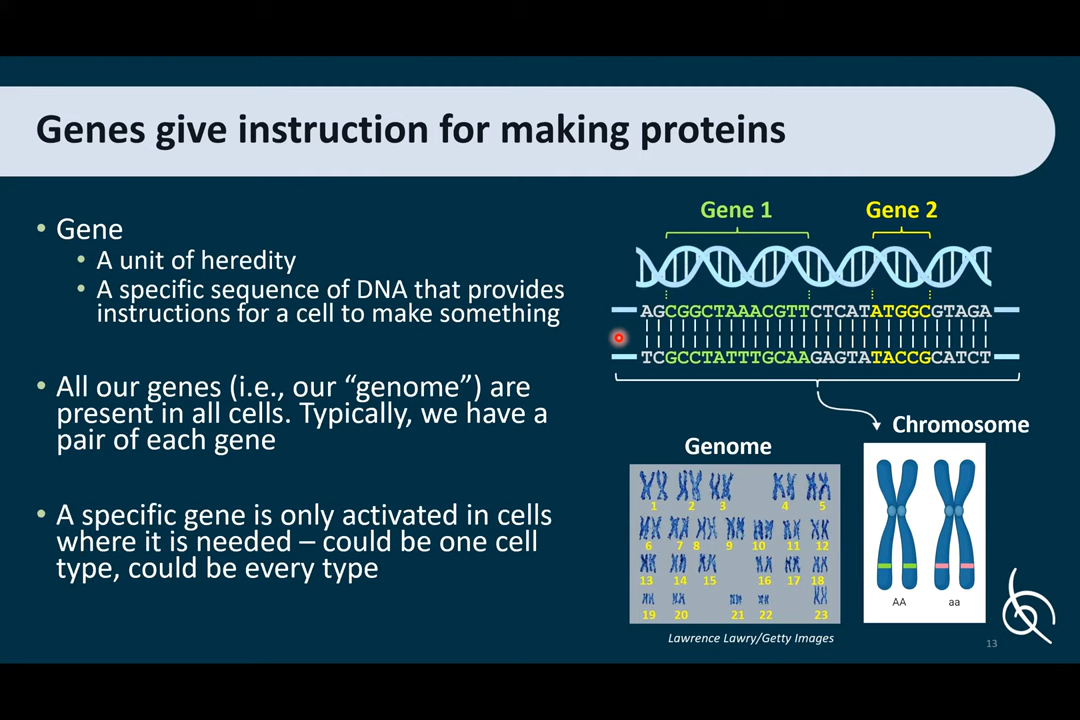 Genes give instruction for making proteins
• Gene
• A unit of heredity
• A specific sequence of DNA that provides
instructions for a cell to make something
• All our genes (i.e., our “genome”) are
present in all cells. Typically, we have a
pair of each gene
• A specific gene is only activated in cells
where it is needed – could be one cell
type, could be every type
Gene 1
Gene 2
AGCGGCTAAACGTTCTCATATGGCGTAGA
TCGCCTATTTGCAAGAGTATACCGCATCT
Chromosome
Genome
1 2 3 4 5
6 7 8 9 10 11 12
13 14 15 16 17 18
19 20 21 22 23
AA aa
Lawrence Lawry/Getty Images
13